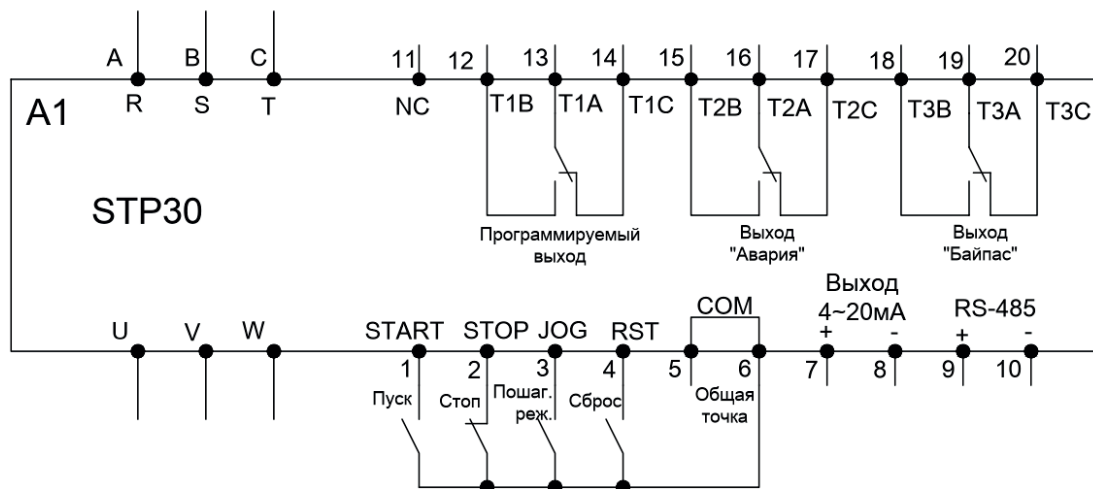 A B C 11 12 13 14 15 16 17 18 19 20
R S T NC T1B T1A T1C T2B T2A T2C T3B T3A T3C
A1
STP30
Программируемый
выход
Выход
"Авария"
Выход
"Байпас"
Выход
4~20мА
RS-485
COM
+ - + -
U V W START STOP JOG RST
1 2 3 4 5 6 7 8 9 10
Пуск
Стоп
Пошаг.
реж.
Сброс
Общая
точка